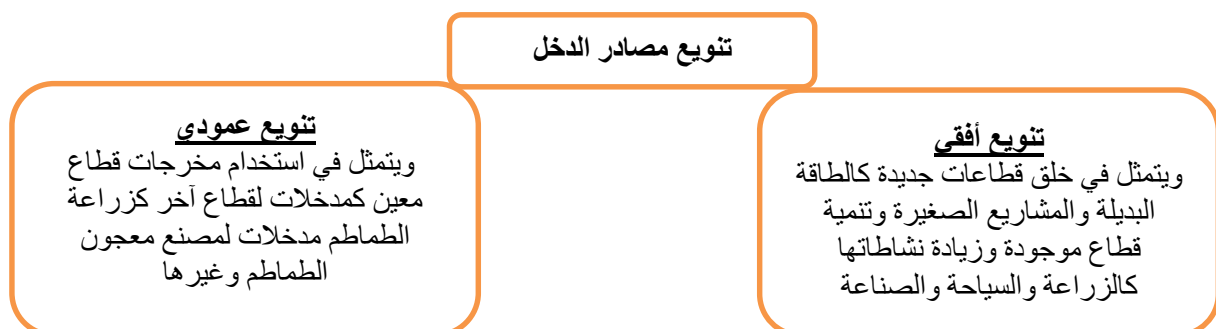 تنويع مصادر الدخل
تنويع أفقي
ويتمثل في خلق قطاعات جديدة كالطاقة
البديلة والمشاريع الصغيرة وتنمية
قطاع موجودة وزيادة نشاطاتها
كالزراعة والسياحة والصناعة
تنويع عمودي
ويتمثل في استخدام مخرجات قطاع
معين كمدخلات لقطاع آخر كزراعة
الطماطم مدخلات لمصنع معجون
الطماطم وغيرها